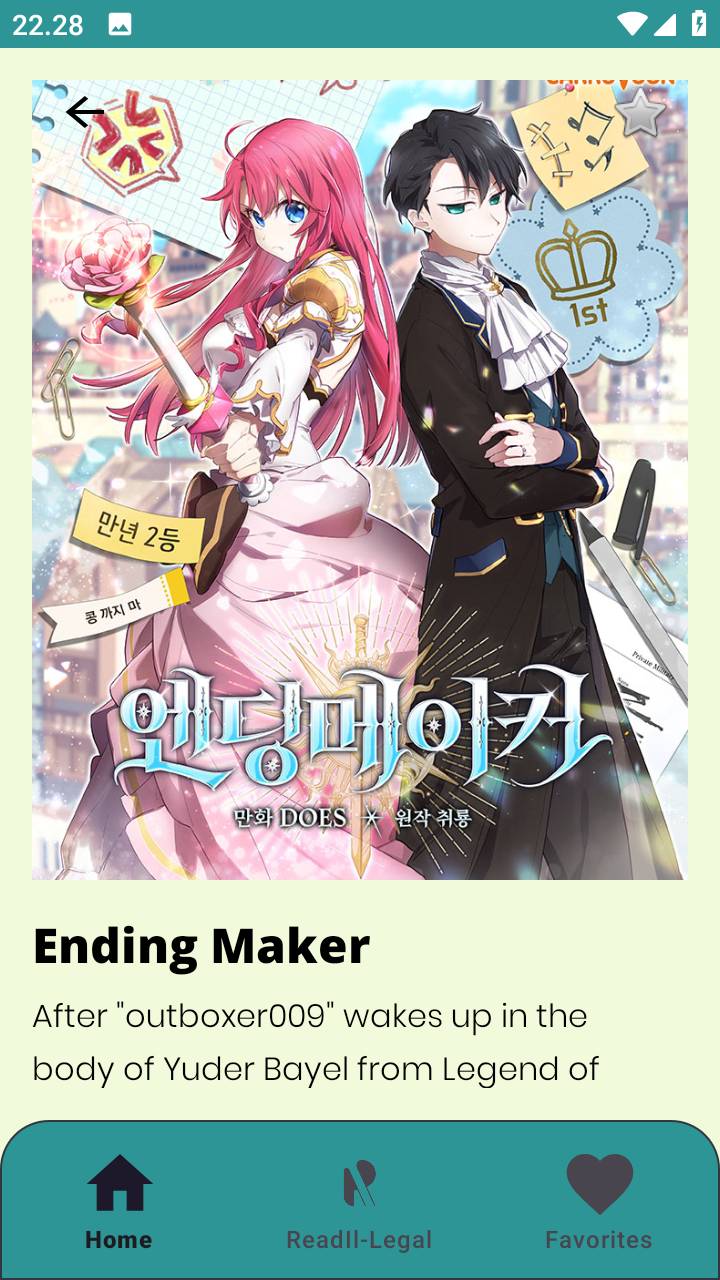 22.28
1st
만년 2등
콩까지 마
Private Militar
엔딩메이커
만화 DOES 원작 취룡
Ending Maker
After "outboxer009" wakes up in the
body of Yuder Bayel from Legend of
Home
ReadIl-Legal
Favorites